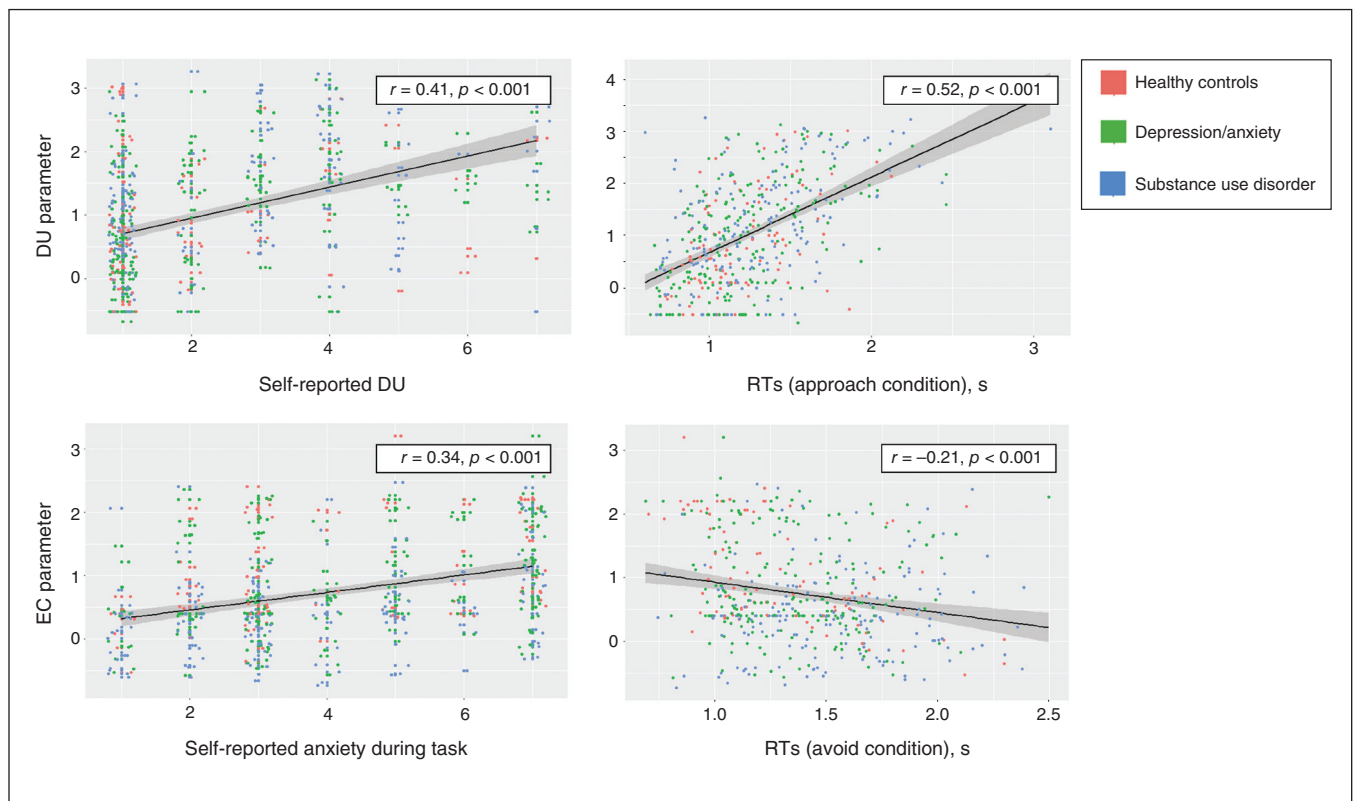 r = 0.41, p < 0.001
DU parameter
3
2
1
0
2
4
6
Self-reported DU
r = 0.52, p < 0.001
4
3
2
1
0
1
2
3
RTs (approach condition), s
Healthy controls
Depression/anxiety
Substance use disorder
r = 0.34, p < 0.001
EC parameter
3
2
1
0
2
4
6
Self-reported anxiety during task
r = –0.21, p < 0.001
3
2
1
0
1.0
1.5
2.0
2.5
RTs (avoid condition), s